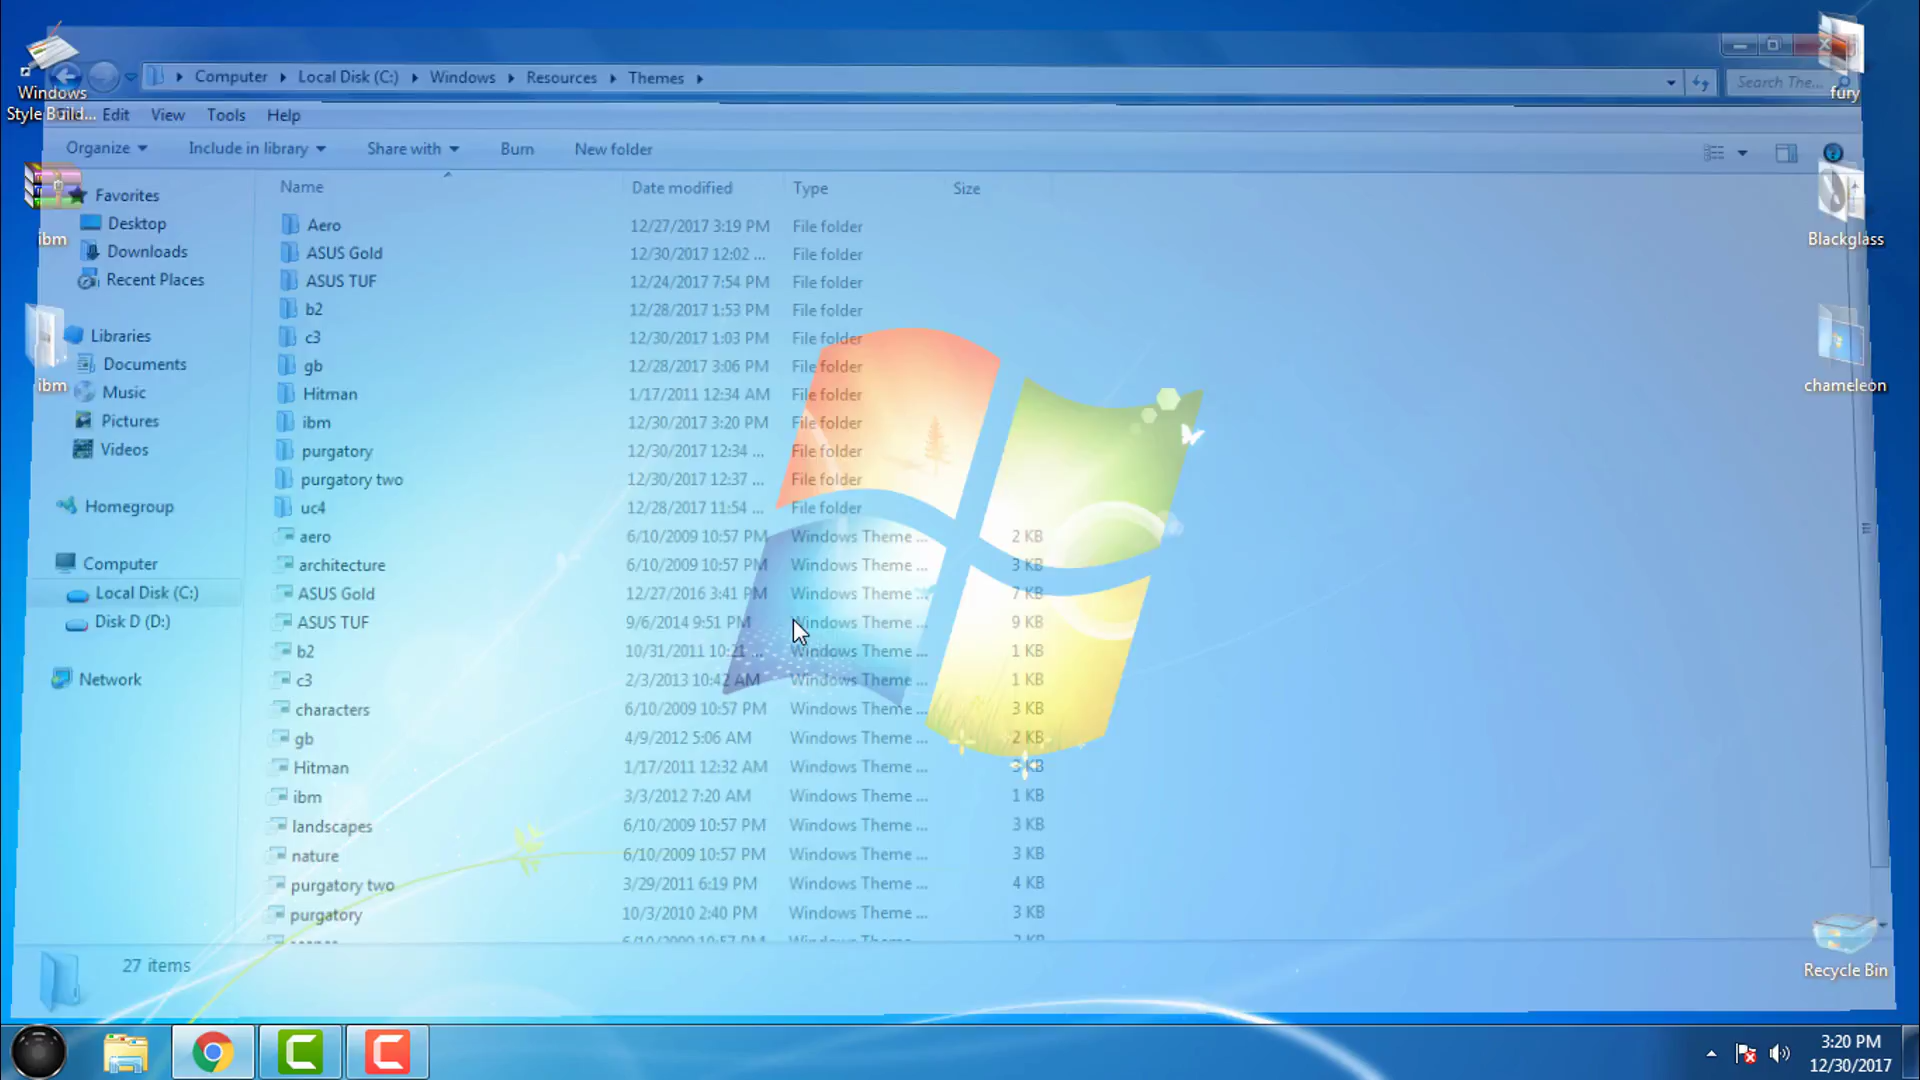 Windows
Style Build...
ibm
ibm
fury
Blackglass
chameleon
Recycle Bin
Computer Local Disk (C:) Windows Resources Themes
Search The...
Edit View Tools Help
Organize Include in library Share with Burn New folder
Favorites
Desktop
Downloads
Recent Places
Libraries
Documents
Music
Pictures
Videos
Homegroup
Computer
Local Disk (C:)
Disk D (D:)
Network
Name Date modified Type Size
Aero 12/27/2017 3:19 PM File folder
ASUS Gold 12/30/2017 12:02 ... File folder
ASUS TUF 12/24/2017 7:54 PM File folder
b2 12/28/2017 1:53 PM File folder
c3 12/30/2017 1:03 PM File folder
gb 12/28/2017 3:06 PM File folder
Hitman 1/17/2011 12:34 AM File folder
ibm 12/30/2017 3:20 PM File folder
purgatory 12/30/2017 12:34 ... File folder
purgatory two 12/30/2017 12:37 ... File folder
uc4 12/28/2017 11:54 ... File folder
aero 6/10/2009 10:57 PM Windows Theme ... 2 KB
architecture 6/10/2009 10:57 PM Windows Theme ... 3 KB
ASUS Gold 12/27/2016 3:41 PM Windows Theme ... 7 KB
ASUS TUF 9/6/2014 9:51 PM Windows Theme ... 9 KB
b2 10/31/2011 10:21 ... Windows Theme ... 1 KB
c3 2/3/2013 10:42 AM Windows Theme ... 1 KB
characters 6/10/2009 10:57 PM Windows Theme ... 3 KB
gb 4/9/2012 5:06 AM Windows Theme ... 2 KB
Hitman 1/17/2011 12:32 AM Windows Theme ... 3 KB
ibm 3/3/2012 7:20 AM Windows Theme ... 1 KB
landscapes 6/10/2009 10:57 PM Windows Theme ... 3 KB
nature 6/10/2009 10:57 PM Windows Theme ... 3 KB
purgatory two 3/29/2011 6:19 PM Windows Theme ... 4 KB
purgatory 10/3/2010 2:40 PM Windows Theme ... 3 KB
27 items
3:20 PM
12/30/2017